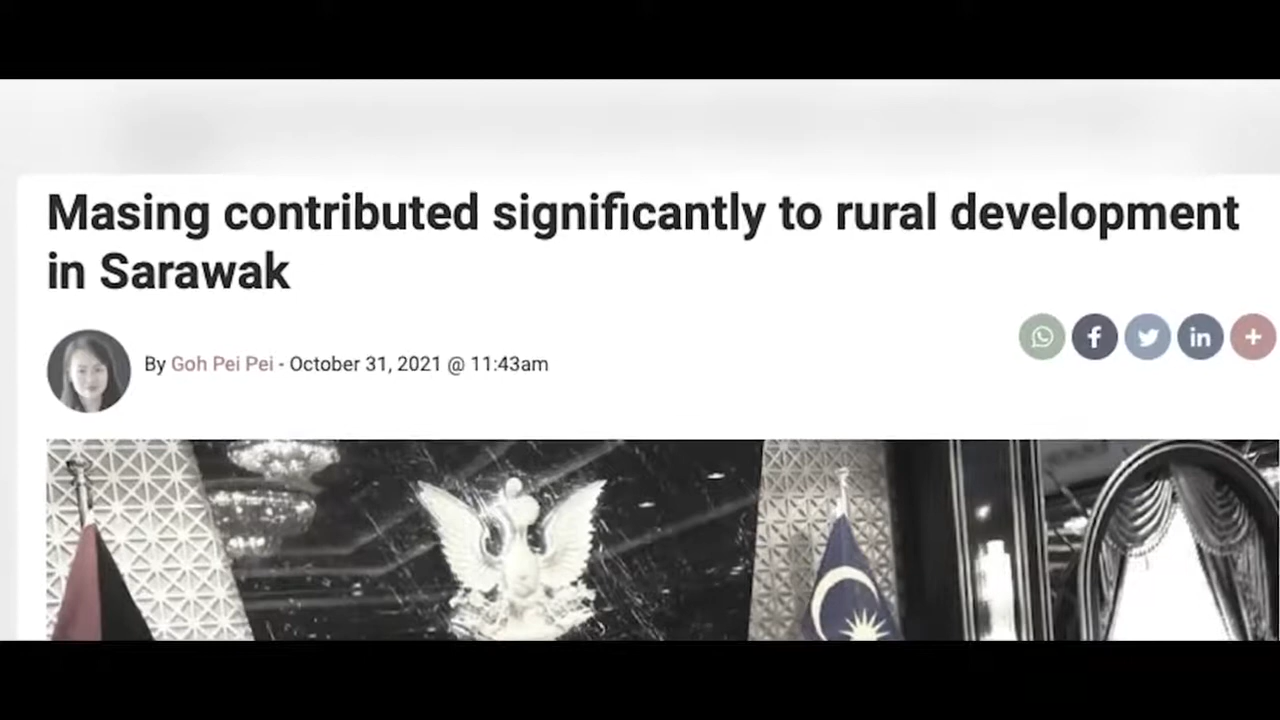 Masing contributed significantly to rural development
in Sarawak
By Goh Pei Pei - October 31, 2021 @ 11:43am